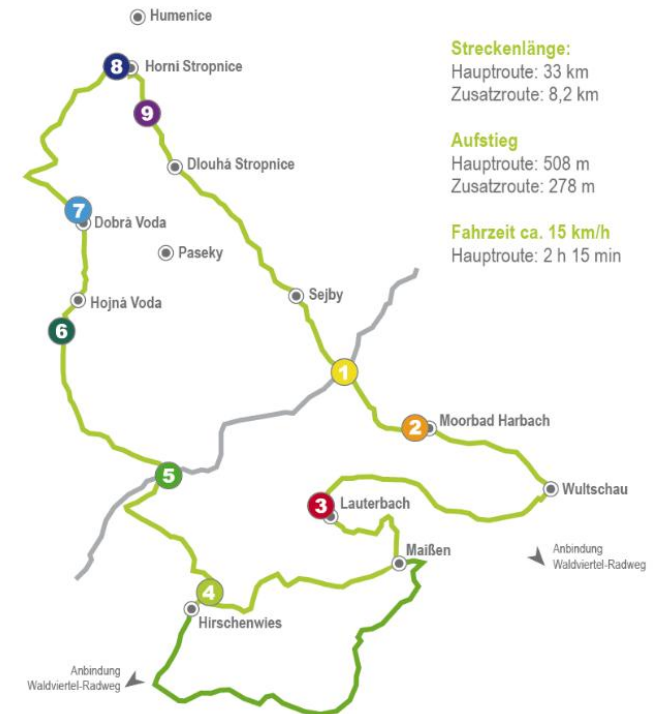 Humenice
8
Horní Stropnice
9
Dlouhá Stropnice
7
Dobrá Voda
Paseky
Hojná Voda
6
Sejby
1
2
Moorbad Harbach
5
3
Lauterbach
Wultschau
Maißen
4
Hirschenwies
Anbindung
Waldviertel-Radweg
Anbindung
Waldviertel-Radweg
Streckenlänge:
Hauptroute: 33 km
Zusatzroute: 8,2 km
Aufstieg
Hauptroute: 508 m
Zusatzroute: 278 m
Fahrzeit ca. 15 km/h
Hauptroute: 2 h 15 min